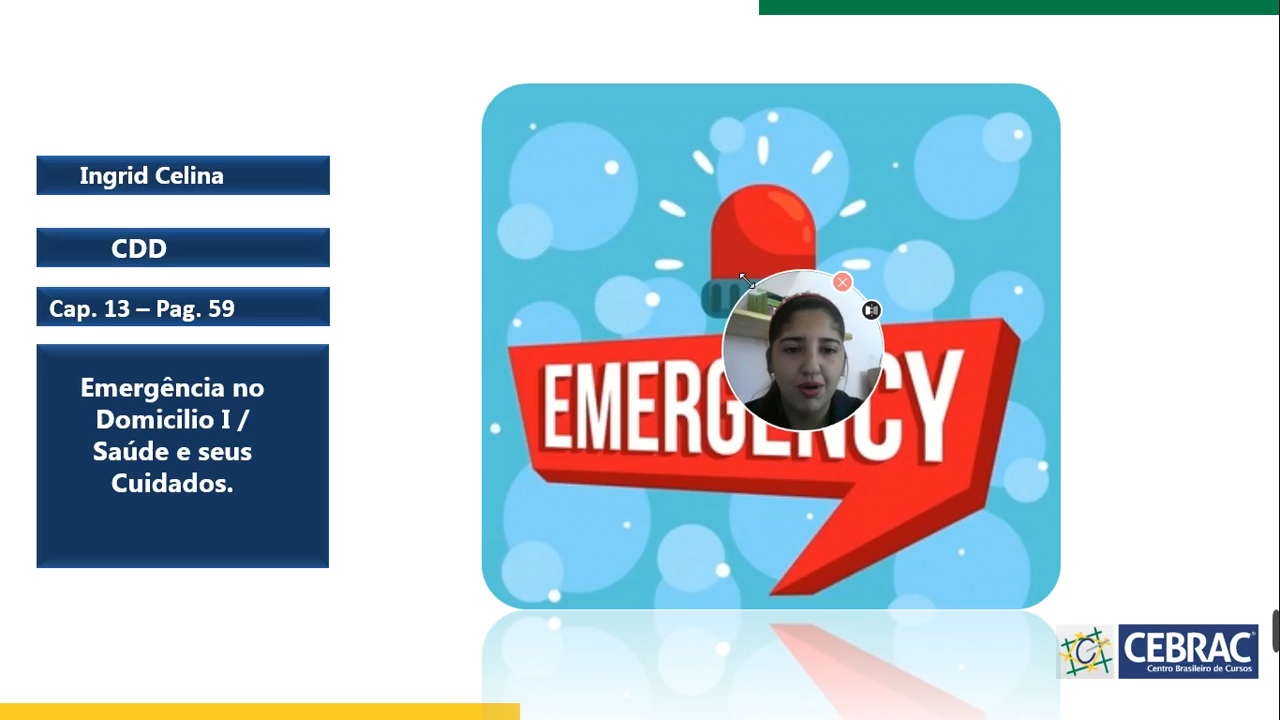 Ingrid Celina
CDD
Cap. 13 – Pag. 59
Emergência no
Domicilio I /
Saúde e seus
Cuidados.
EMERGENCY
CEBRAC
Centro Brasileiro de Cursos